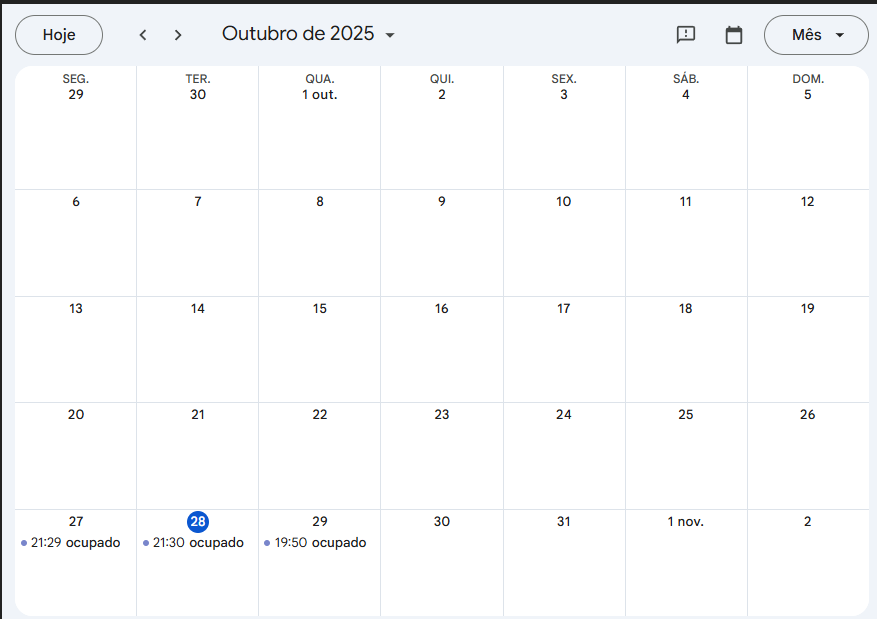 Hoje
Outubro de 2025
Mês
SEG. TER. QUA. QUI. SEX. SÁB. DOM.
29 30 1 out. 2 3 4 5
6 7 8 9 10 11 12
13 14 15 16 17 18 19
20 21 22 23 24 25 26
27 28 29 30 31 1 nov. 2
21:29 ocupado 21:30 ocupado 19:50 ocupado